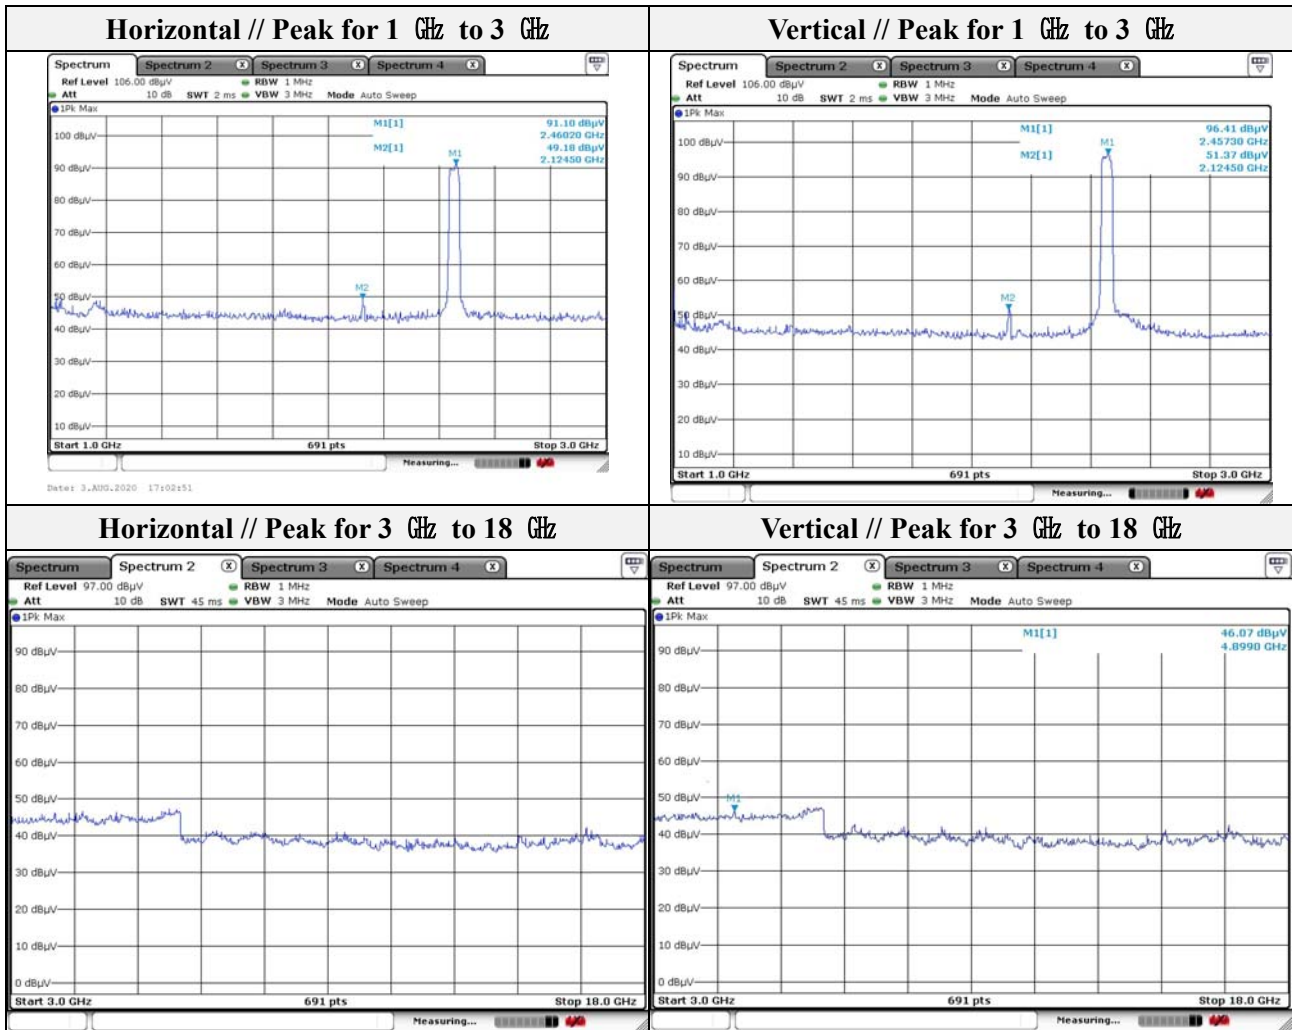 Horizontal // Peak for 1 ㎓ to 3 ㎓
Spectrum Spectrum 2 X Spectrum 3 X Spectrum 4 X
Ref Level 106.00 dBµV RBW 1 MHz
Att 10 dB SWT 2 ms VBW 3 MHz Mode Auto Sweep
1Pk Max
M1[1] 91.10 dBµV
2.46020 GHz
M2[1] 49.18 dBµV
2.12450 GHz
M1
M2
100 dBµV
90 dBµV
80 dBµV
70 dBµV
60 dBµV
50 dBµV
40 dBµV
30 dBµV
20 dBµV
10 dBµV
Start 1.0 GHz 691 pts Stop 3.0 GHz
Measuring...
Date: 3.AUG.2020 17:02:51
Vertical // Peak for 1 ㎓ to 3 ㎓
Spectrum Spectrum 2 X Spectrum 3 X Spectrum 4 X
Ref Level 106.00 dBµV RBW 1 MHz
Att 10 dB SWT 2 ms VBW 3 MHz Mode Auto Sweep
1Pk Max
M1[1] 96.41 dBµV
2.45730 GHz
M2[1] 51.37 dBµV
2.12450 GHz
M1
M2
100 dBµV
90 dBµV
80 dBµV
70 dBµV
60 dBµV
50 dBµV
40 dBµV
30 dBµV
20 dBµV
10 dBµV
Start 1.0 GHz 691 pts Stop 3.0 GHz
Measuring...
Horizontal // Peak for 3 ㎓ to 18 ㎓
Spectrum Spectrum 2 X Spectrum 3 X Spectrum 4 X
Ref Level 97.00 dBµV RBW 1 MHz
Att 10 dB SWT 45 ms VBW 3 MHz Mode Auto Sweep
1Pk Max
90 dBµV
80 dBµV
70 dBµV
60 dBµV
50 dBµV
40 dBµV
30 dBµV
20 dBµV
10 dBµV
0 dBµV
Start 3.0 GHz 691 pts Stop 18.0 GHz
Measuring...
Vertical // Peak for 3 ㎓ to 18 ㎓
Spectrum Spectrum 2 X Spectrum 3 X Spectrum 4 X
Ref Level 97.00 dBµV RBW 1 MHz
Att 10 dB SWT 45 ms VBW 3 MHz Mode Auto Sweep
1Pk Max
M1[1] 46.07 dBµV
4.8990 GHz
M1
90 dBµV
80 dBµV
70 dBµV
60 dBµV
50 dBµV
40 dBµV
30 dBµV
20 dBµV
10 dBµV
0 dBµV
Start 3.0 GHz 691 pts Stop 18.0 GHz
Measuring...